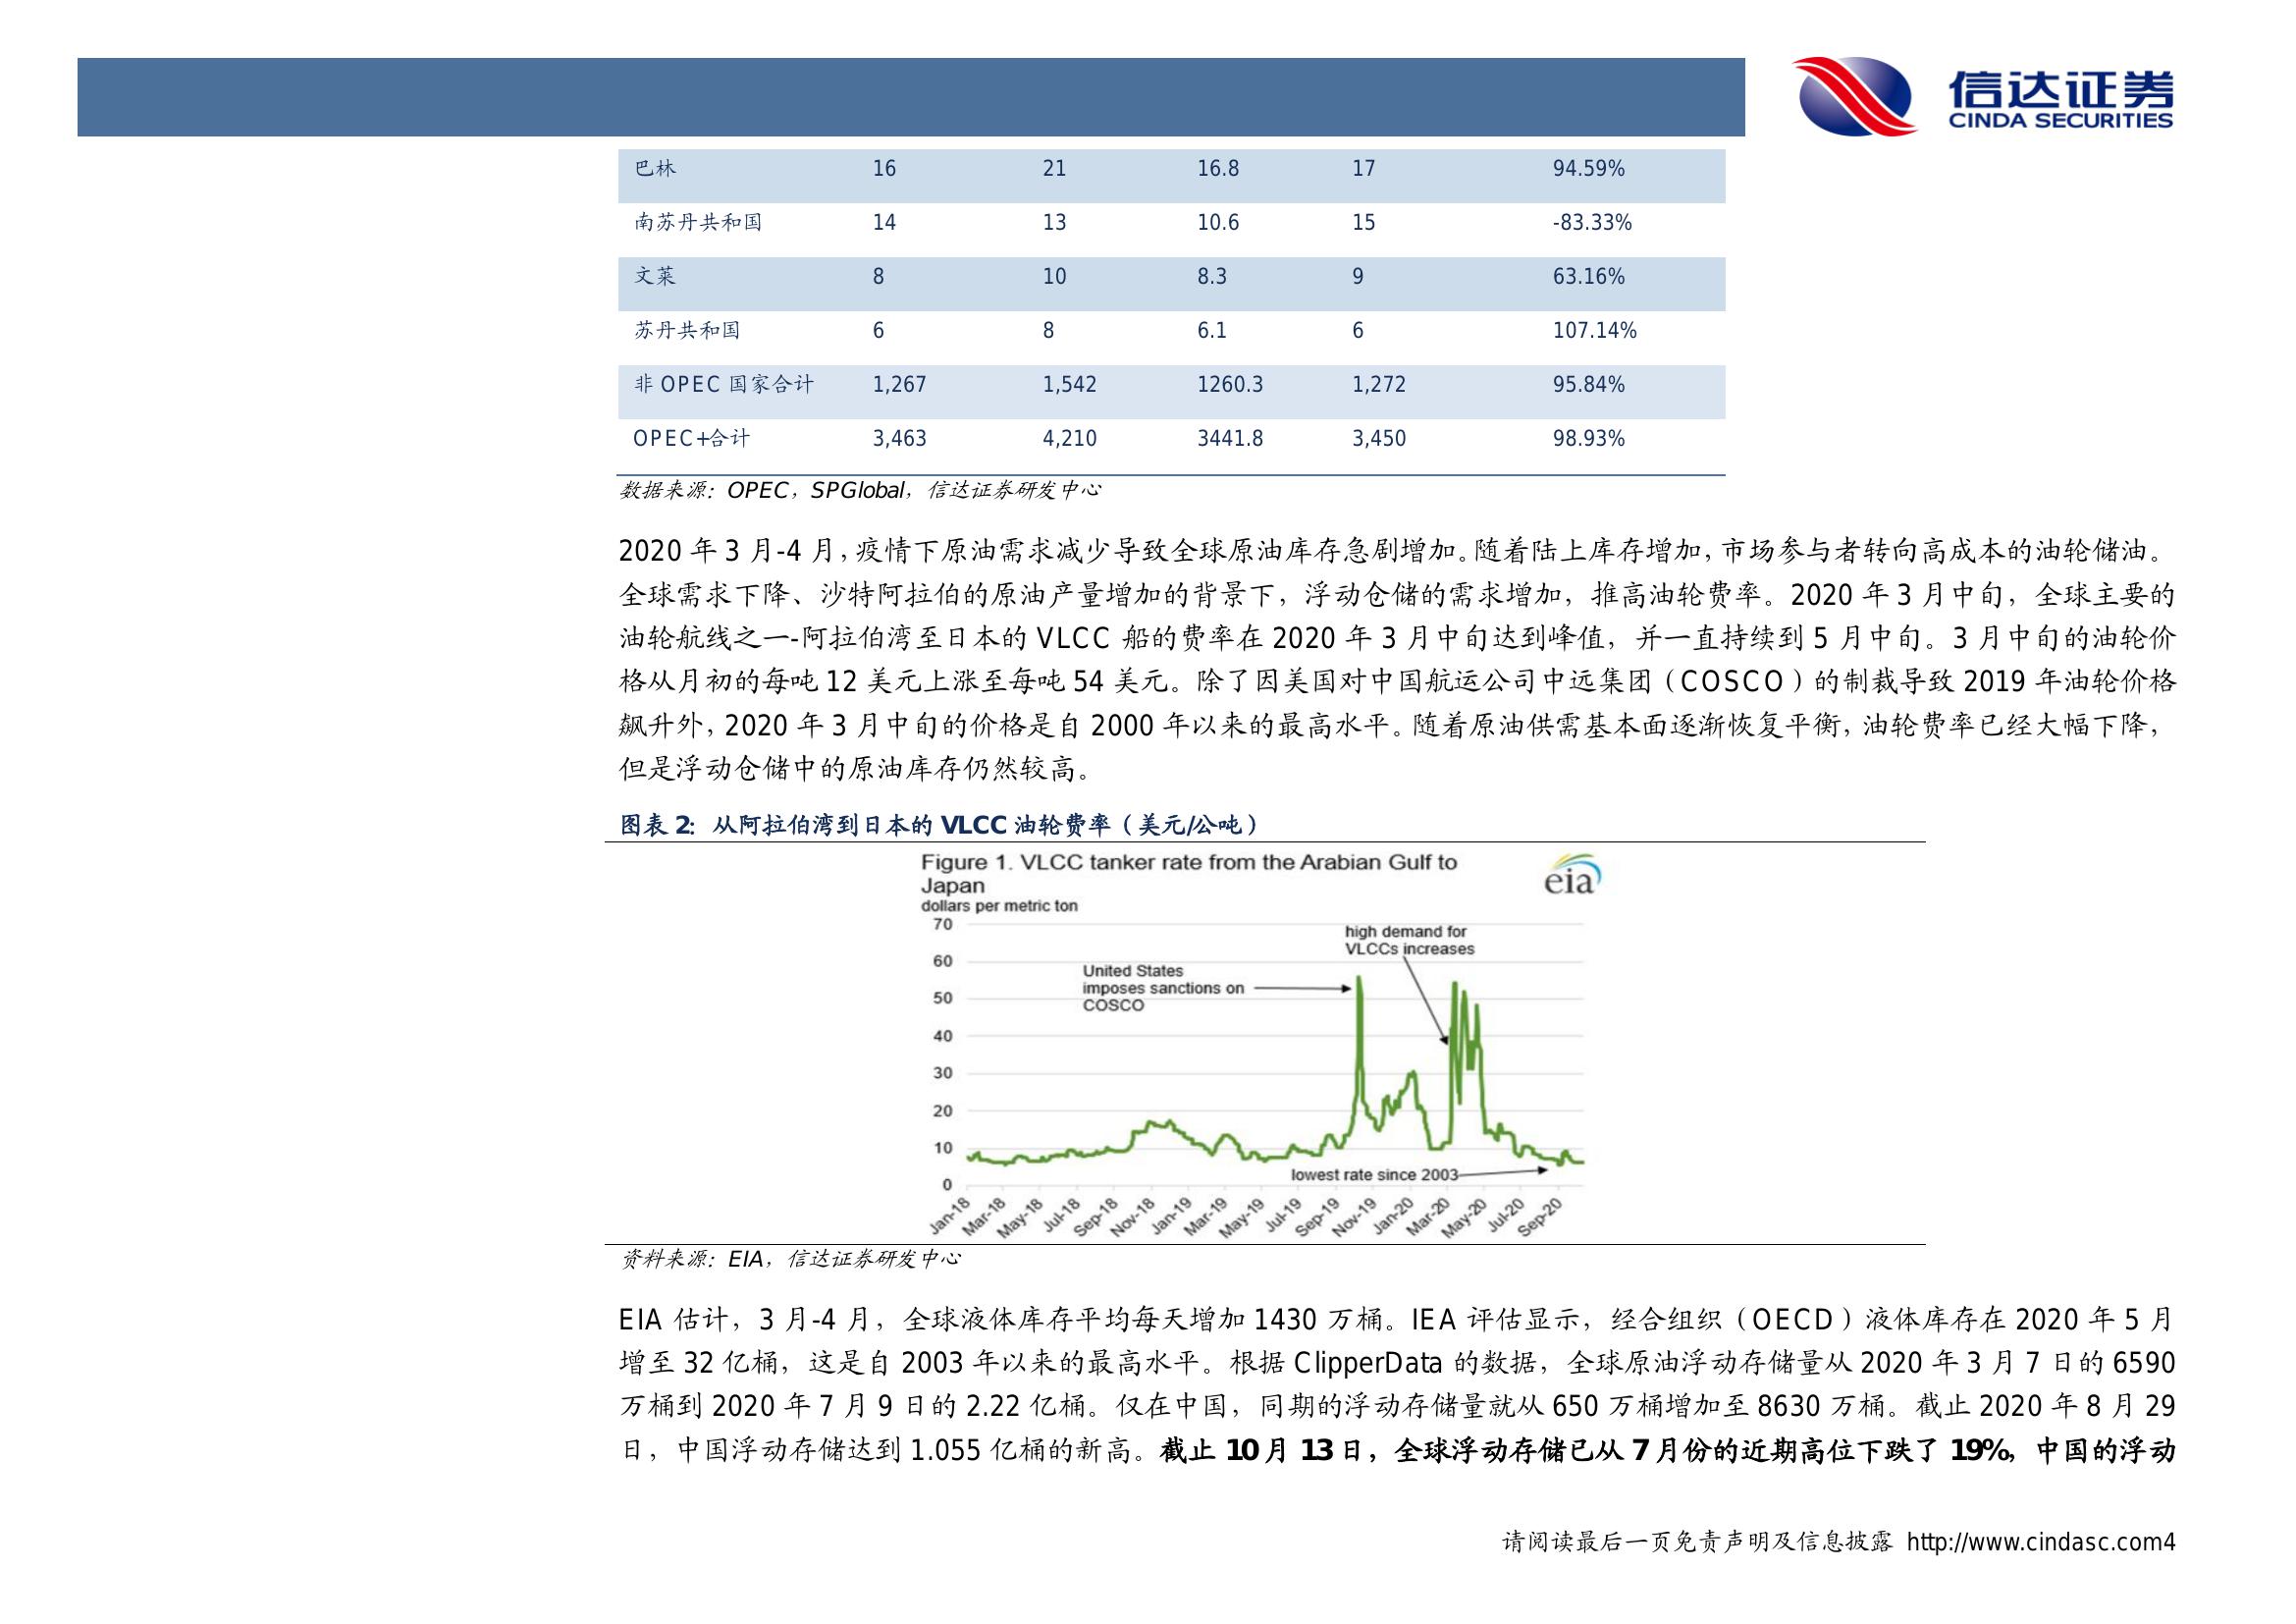 信达证券
CINDA SECURITIES
巴林 16 21 16.8 17 94.59%
南苏丹共和国 14 13 10.6 15 -83.33%
文莱 8 10 8.3 9 63.16%
苏丹共和国 6 8 6.1 6 107.14%
非 OPEC 国家合计 1,267 1,542 1260.3 1,272 95.84%
OPEC+合计 3,463 4,210 3441.8 3,450 98.93%
数据来源：OPEC，SPGlobal，信达证券研发中心
2020 年 3 月-4 月，疫情下原油需求减少导致全球原油库存急剧增加。随着陆上库存增加，市场参与者转向高成本的油轮储油。
全球需求下降、沙特阿拉伯的原油产量增加的背景下，浮动仓储的需求增加，推高油轮费率。2020 年 3 月中旬，全球主要的
油轮航线之一-阿拉伯湾至日本的 VLCC 船的费率在 2020 年 3 月中旬达到峰值，并一直持续到 5 月中旬。3 月中旬的油轮价
格从月初的每吨 12 美元上涨至每吨 54 美元。除了因美国对中国航运公司中远集团（COSCO）的制裁导致 2019 年油轮价格
飙升外，2020 年 3 月中旬的价格是自 2000 年以来的最高水平。随着原油供需基本面逐渐恢复平衡，油轮费率已经大幅下降，
但是浮动仓储中的原油库存仍然较高。
图表 2：从阿拉伯湾到日本的 VLCC 油轮费率（美元/公吨）
Figure 1. VLCC tanker rate from the Arabian Gulf to
Japan
eia
dollars per metric ton
70
60
50
40
30
20
10
0
high demand for
VLCCs increases
United States
imposes sanctions on
COSCO
lowest rate since 2003
Jan-18 Mar-18 May-18 Jul-18 Sep-18 Nov-18 Jan-19 Mar-19 May-19 Jul-19 Sep-19 Nov-19 Jan-20 Mar-20 May-20 Jul-20 Sep-20
资料来源：EIA，信达证券研发中心
EIA 估计，3 月-4 月，全球液体库存平均每天增加 1430 万桶。IEA 评估显示，经合组织（OECD）液体库存在 2020 年 5 月
增至 32 亿桶，这是自 2003 年以来的最高水平。根据 ClipperData 的数据，全球原油浮动存储量从 2020 年 3 月 7 日的 6590
万桶到 2020 年 7 月 9 日的 2.22 亿桶。仅在中国，同期的浮动存储量就从 650 万桶增加至 8630 万桶。截止 2020 年 8 月 29
日，中国浮动存储达到 1.055 亿桶的新高。截止 10 月 13 日，全球浮动存储已从 7 月份的近期高位下跌了 19%，中国的浮动
请阅读最后一页免责声明及信息披露 http://www.cindasc.com4